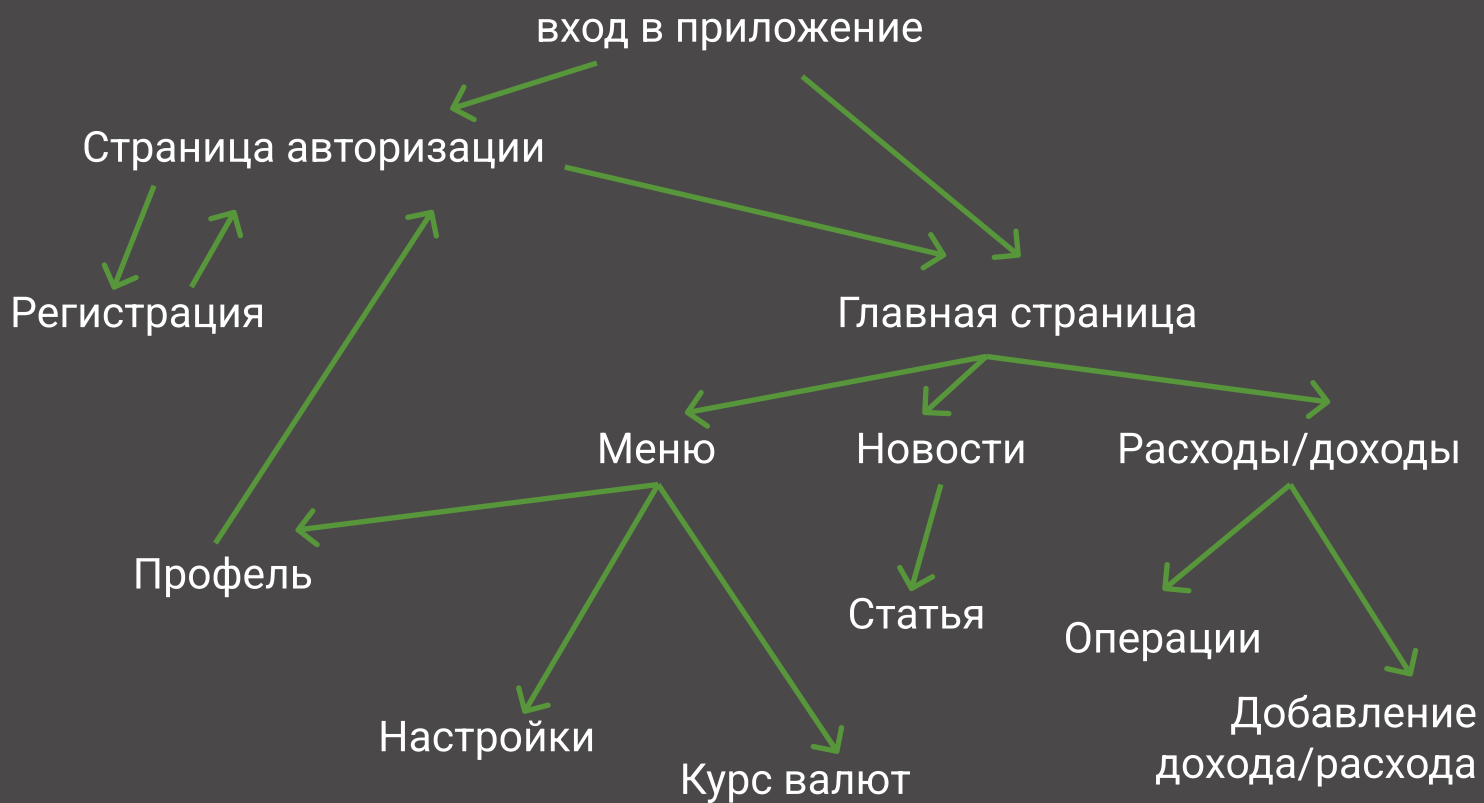 вход в приложение
Страница авторизации
Регистрация
Главная страница
Меню
Новости
Расходы/доходы
Профель
Статья
Операции
Настройки
Курс валют
Добавление
дохода/расхода